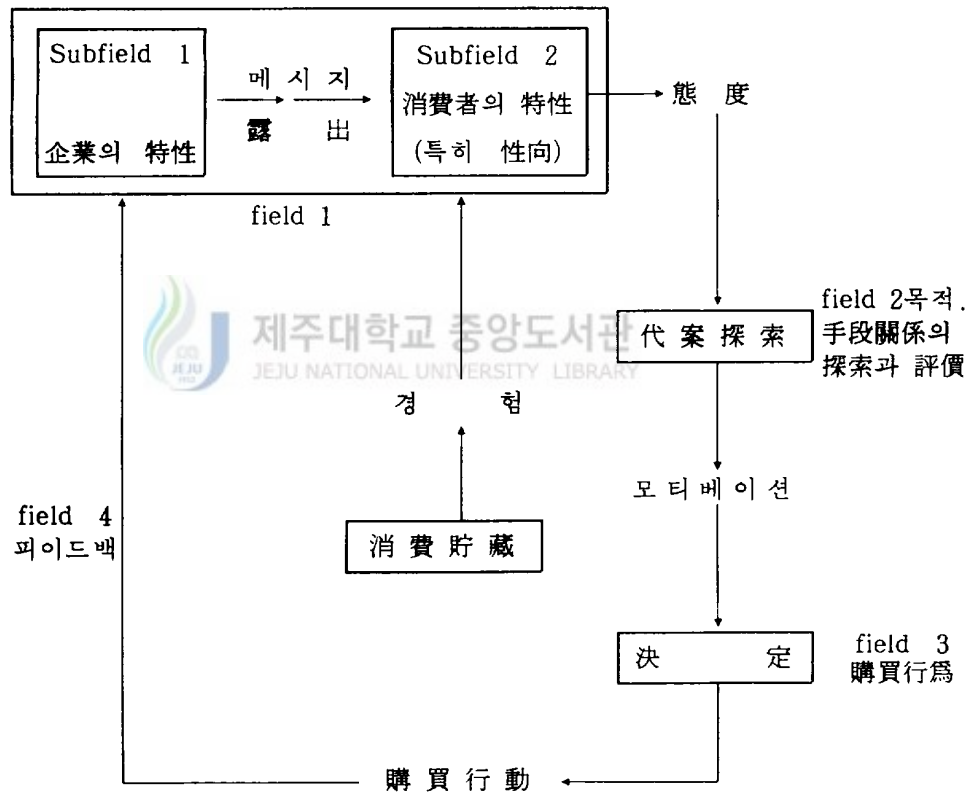 Subfield 1
企業의 特性
메 시 지
露 出
Subfield 2
消費者의 特性
(특히 性向)
態 度
field 1
代 案 探 索
field 2목적.
手段關係의
探索과 評價
제주대학교 중앙도서관
JEJU NATIONAL UNIVERSITY LIBRARY
JEJU
1952
경 험
모 티 베 이 션
field 4
피이드백
消 費 貯 藏
決 定
field 3
購買行爲
購 買 行 動